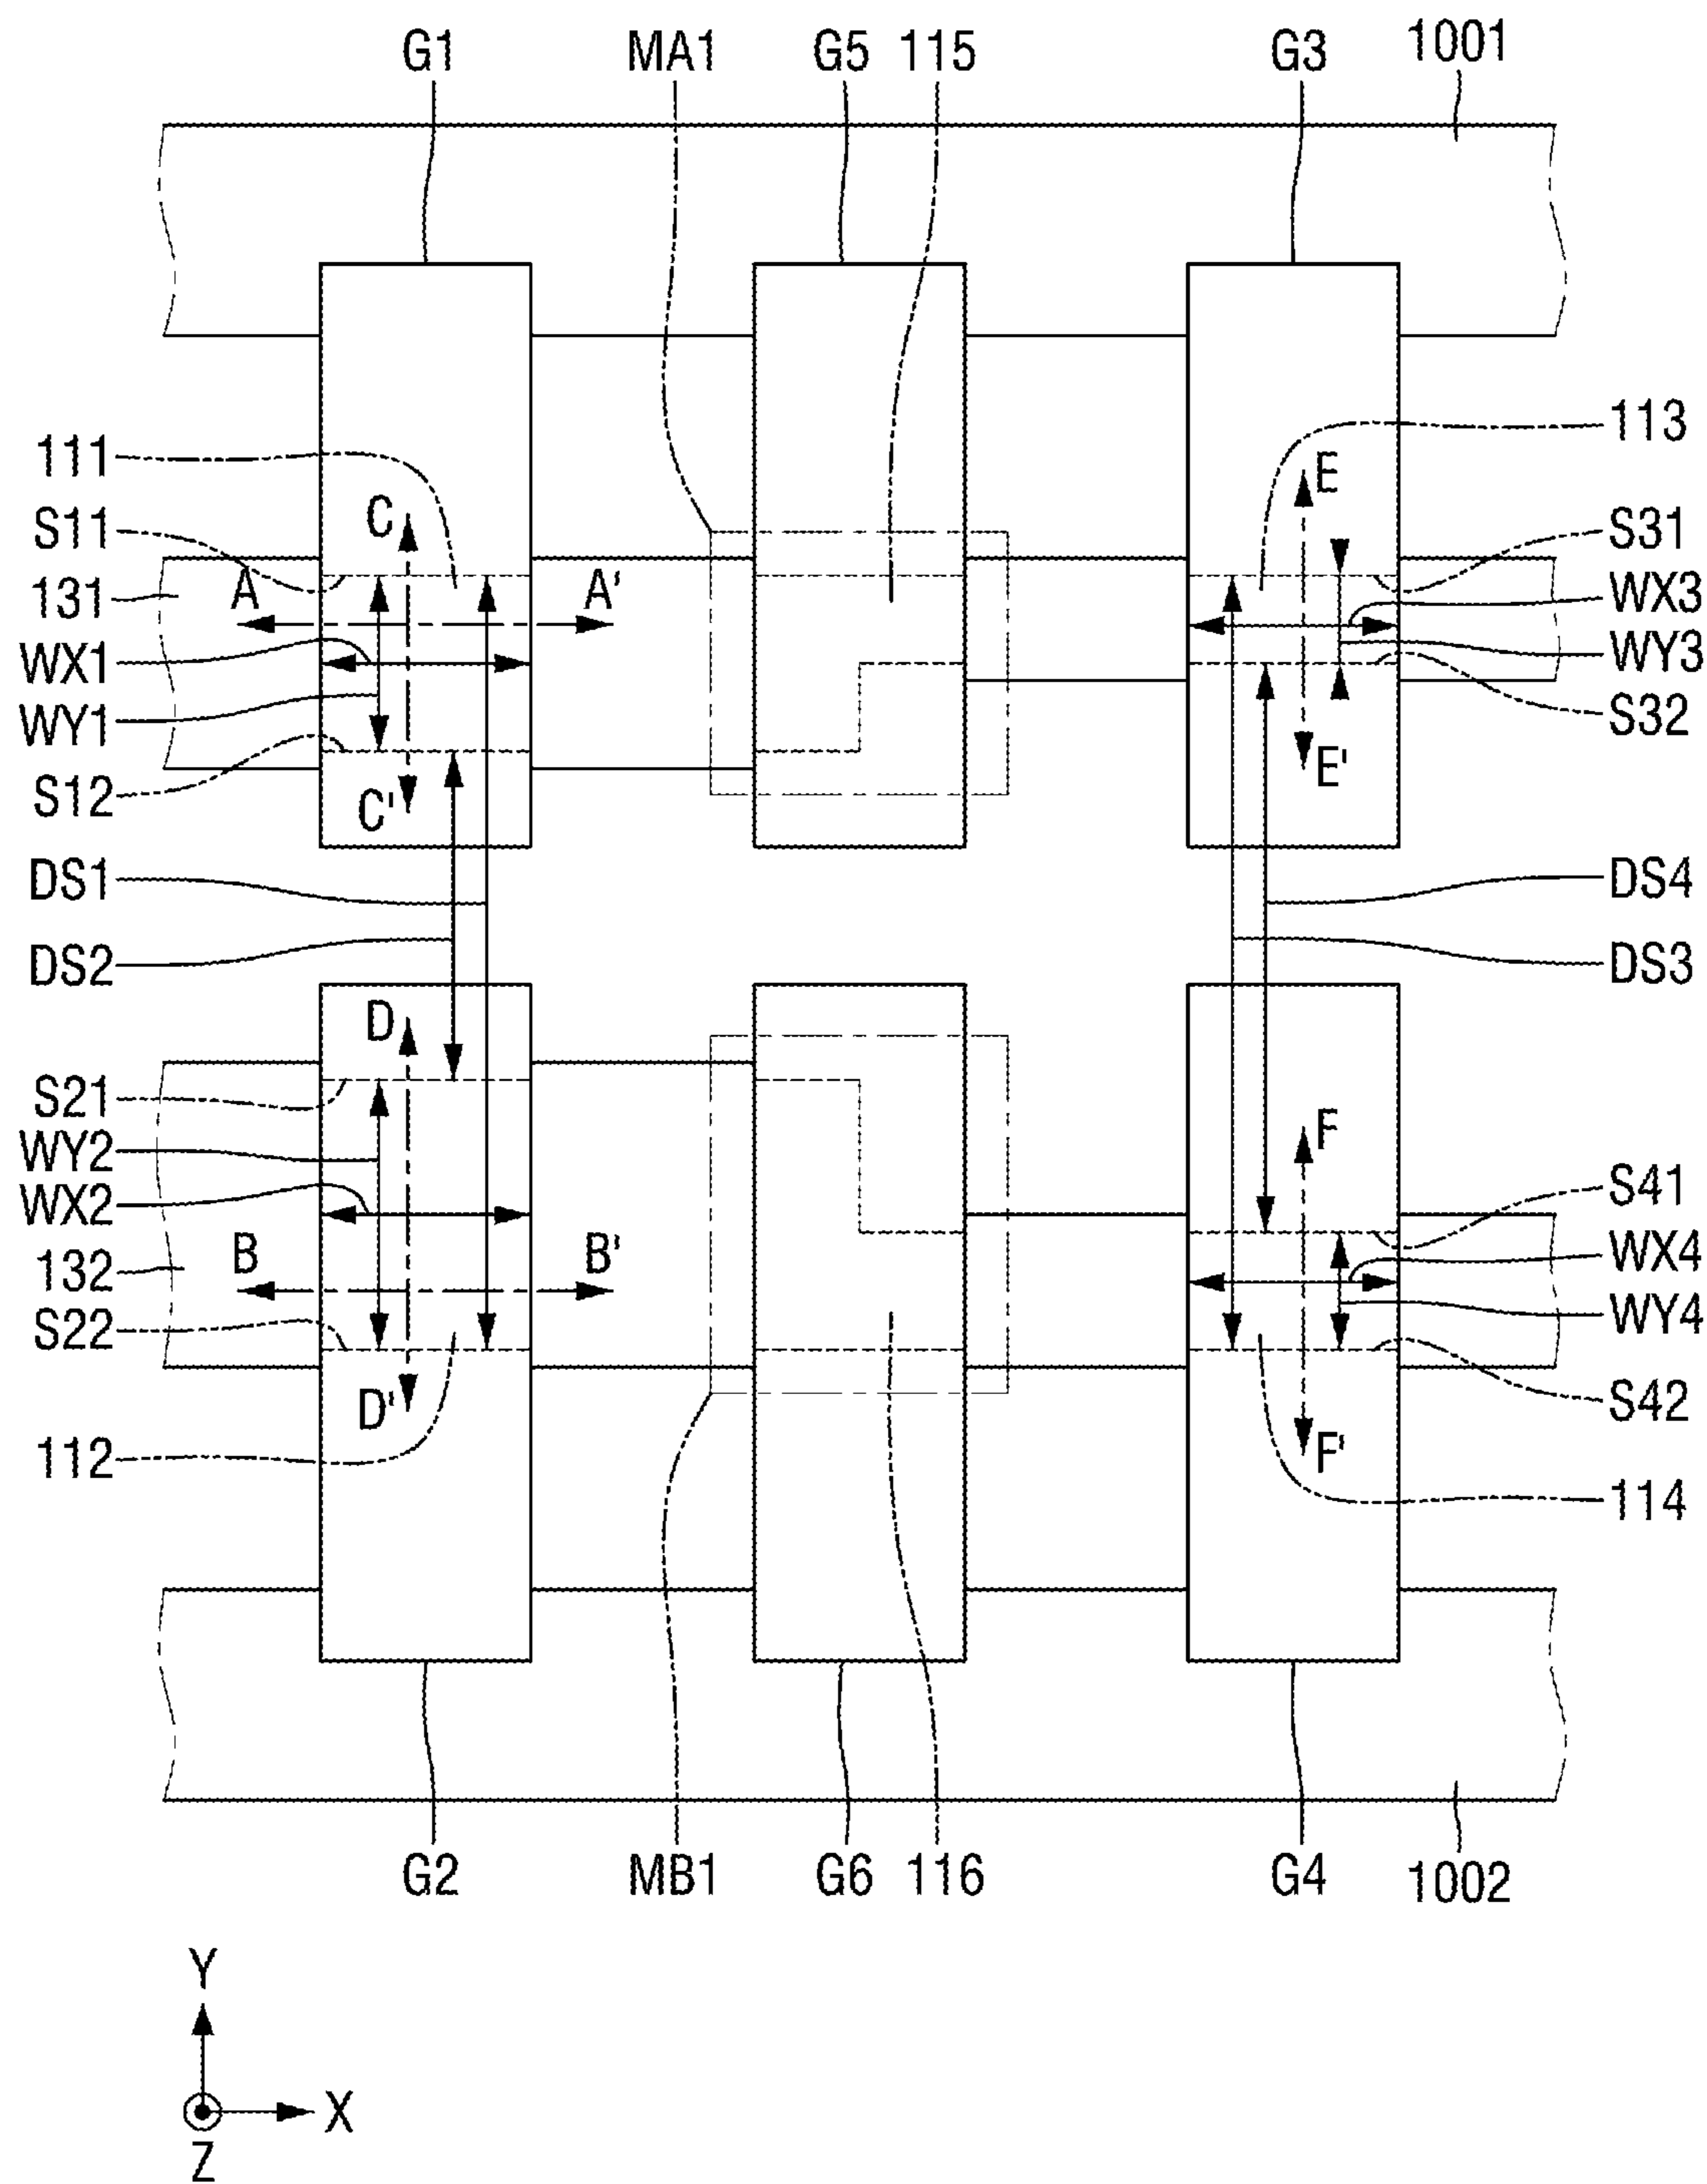 G1 MA1 G5 115 G3 1001
111
C
E
113
S11
S31
131
A
A'
WX3
WX1
WY3
WY1
S32
S12
C'
E'
DS1
DS4
DS2
DS3
D
S21
F
WY2
S41
WX2
132
B
B'
WX4
S22
WY4
D'
S42
112
F'
114
G2 MB1 G6 116 G4 1002
Y
X
Z